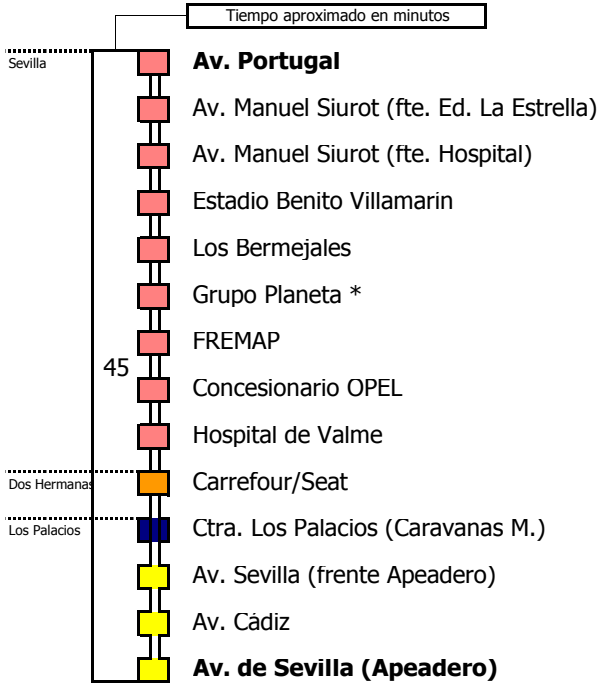 Tiempo aproximado en minutos
Sevilla
Av. Portugal
Av. Manuel Siurot (fte. Ed. La Estrella)
Av. Manuel Siurot (fte. Hospital)
Estadio Benito Villamarin
Los Bermejales
Grupo Planeta *
FREMAP
45
Concesionario OPEL
Hospital de Valme
Dos Hermanas
Carrefour/Seat
Los Palacios
Ctra. Los Palacios (Caravanas M.)
Av. Sevilla (frente Apeadero)
Av. Cádiz
Av. de Sevilla (Apeadero)